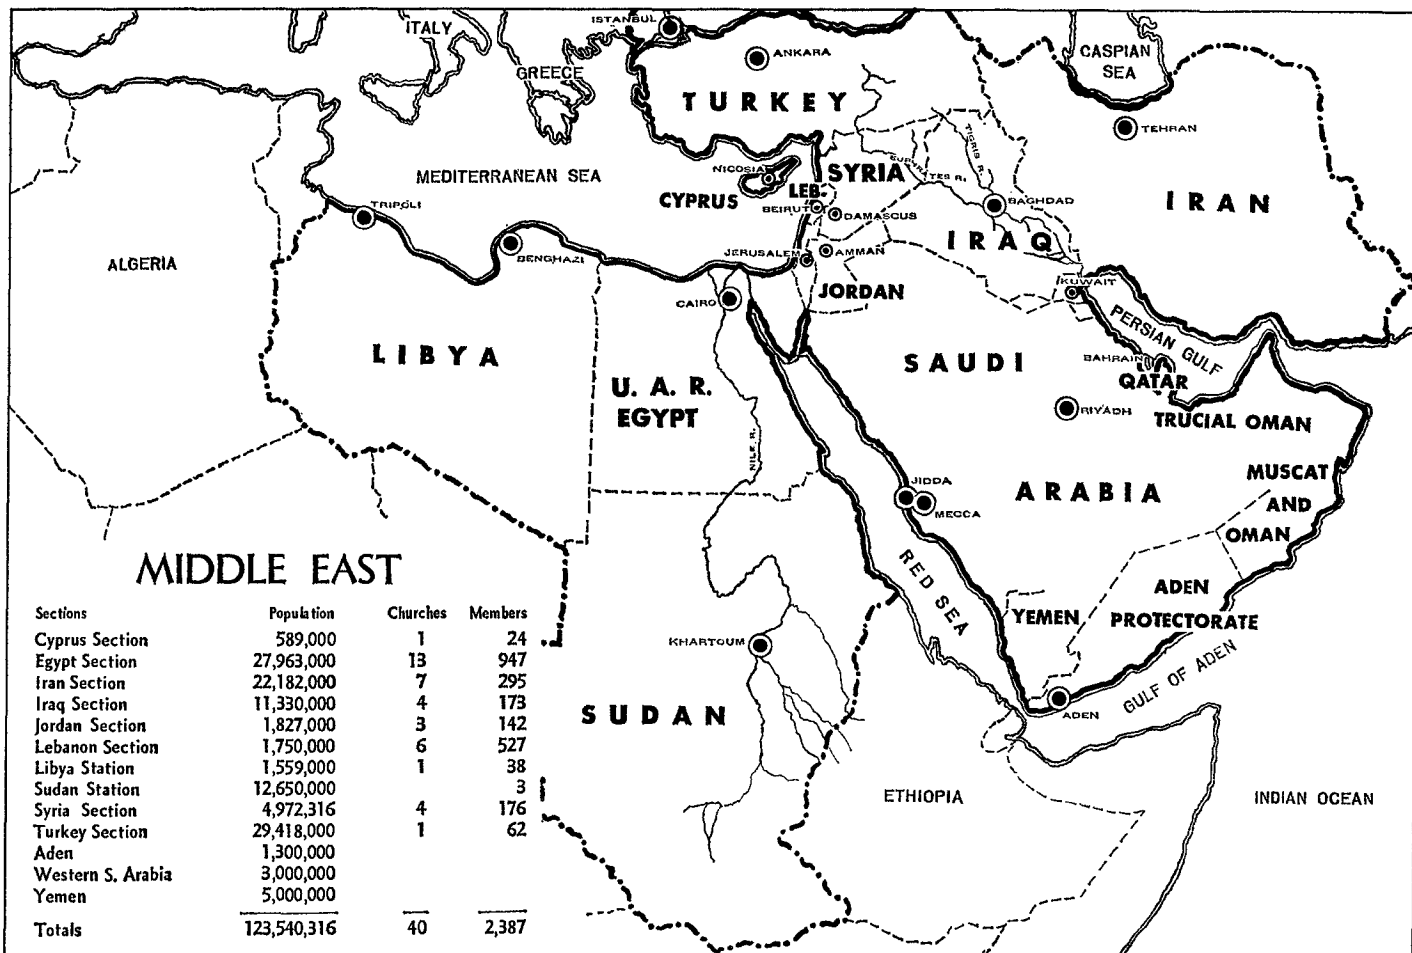 ISTANBUL
ITALY
ANKARA
CASPIAN
SEA
GREECE
TURKEY
TEHRAN
TIGRIS R.
EUPHRATES R.
NICOSIA
SYRIA
MEDITERRANEAN SEA
LEB.
CYPRUS
IRAN
BEIRUT
DAMASCUS
BAGHDAD
TRIPOLI
IRAQ
BENGHAZI
JERUSALEM
AMMAN
ALGERIA
JORDAN
KUWAIT
CAIRO
PERSIAN GULF
LIBYA
SAUDI
BAHRAIN
QATAR
U. A. R.
EGYPT
RIYADH
TRUCIAL OMAN
NILE R.
MUSCAT
AND
OMAN
JIDDA
ARABIA
MECCA
RED SEA
ADEN
PROTECTORATE
YEMEN
KHARTOUM
GULF OF ADEN
ADEN
SUDAN
ETHIOPIA
INDIAN OCEAN
MIDDLE EAST
Sections Population Churches Members
Cyprus Section 589,000 1 24
Egypt Section 27,963,000 13 947
Iran Section 22,182,000 7 295
Iraq Section 11,330,000 4 173
Jordan Section 1,827,000 3 142
Lebanon Section 1,750,000 6 527
Libya Station 1,559,000 1 38
Sudan Station 12,650,000 3
Syria Section 4,972,316 4 176
Turkey Section 29,418,000 1 62
Aden 1,300,000
Western S. Arabia 3,000,000
Yemen 5,000,000
Totals 123,540,316 40 2,387